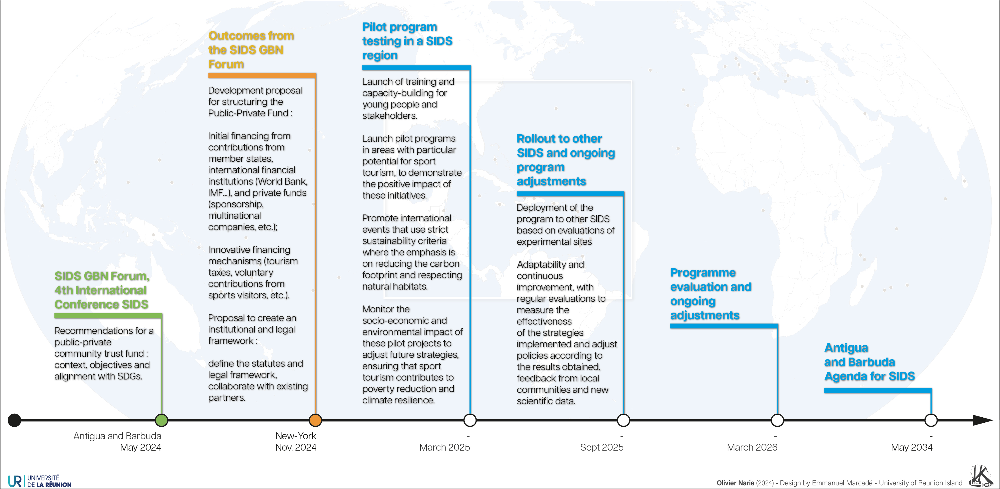 SIDS GBN Forum,
4th International
Conference SIDS
Recommendations for a
public-private
community trust fund :
context, objectives and
alignment with SDGs.
Antigua and Barbuda
May 2024
Outcomes from
the SIDS GBN
Forum
Development proposal
for structuring the
Public-Private Fund :
Initial financing from
contributions from
member states,
international financial
institutions (World Bank,
IMF...), and private funds
(sponsorship,
multinational
companies, etc.);
Innovative financing
mechanisms (tourism
taxes, voluntary
contributions from
sports visitors, etc.).
Proposal to create an
institutional and legal
framework :
define the statutes and
legal framework,
collaborate with existing
partners.
New-York
Nov. 2024
Pilot program
testing in a SIDS
region
Launch of training and
capacity-building for
young people and
stakeholders.
Launch pilot programs
in areas with particular
potential for sport
tourism, to demonstrate
the positive impact of
these initiatives.
Promote international
events that use strict
sustainability criteria
where the emphasis is
on reducing the carbon
footprint and respecting
natural habitats.
Monitor the
socio-economic and
environmental impact of
these pilot projects to
adjust future strategies,
ensuring that sport
tourism contributes to
poverty reduction and
climate resilience.
-
March 2025
Rollout to other
SIDS and ongoing
program
adjustments
Deployment of the
program to other SIDS
based on evaluations of
experimental sites
Adaptability and
continuous
improvement, with
regular evaluations to
measure the
effectiveness
of the strategies
implemented and adjust
policies according to
the results obtained,
feedback from local
communities and new
scientific data.
-
Sept 2025
Programme
evaluation and
ongoing
adjustments
-
March 2026
Antigua
and Barbuda
Agenda for SIDS
-
May 2034
UR UNIVERSITÉ
DE LA RÉUNION
Olivier Naria (2024) - Design by Emmanuel Marcadé - University of Reunion Island
LK
Labo Karto